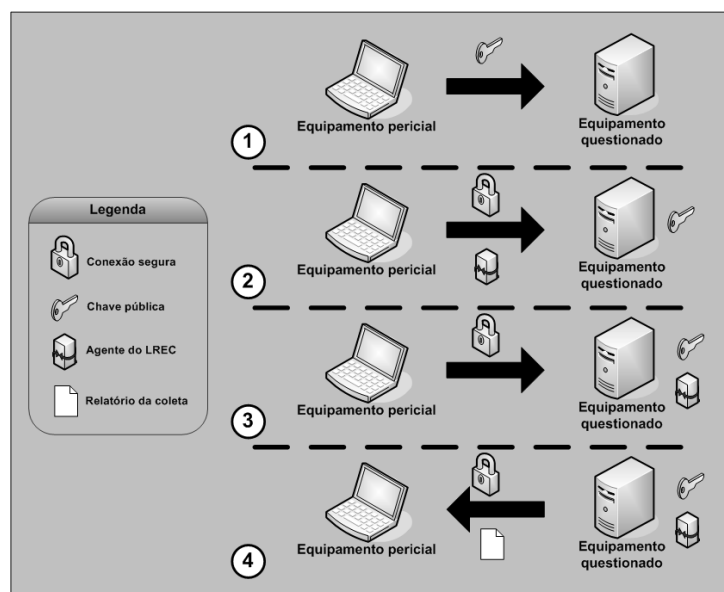 Equipamento pericial
Equipamento
questionado
1
Legenda
Conexão segura
Chave pública
Agente do LREC
Relatório da coleta
Equipamento pericial
Equipamento
questionado
2
Equipamento pericial
Equipamento
questionado
3
Equipamento pericial
Equipamento
questionado
4